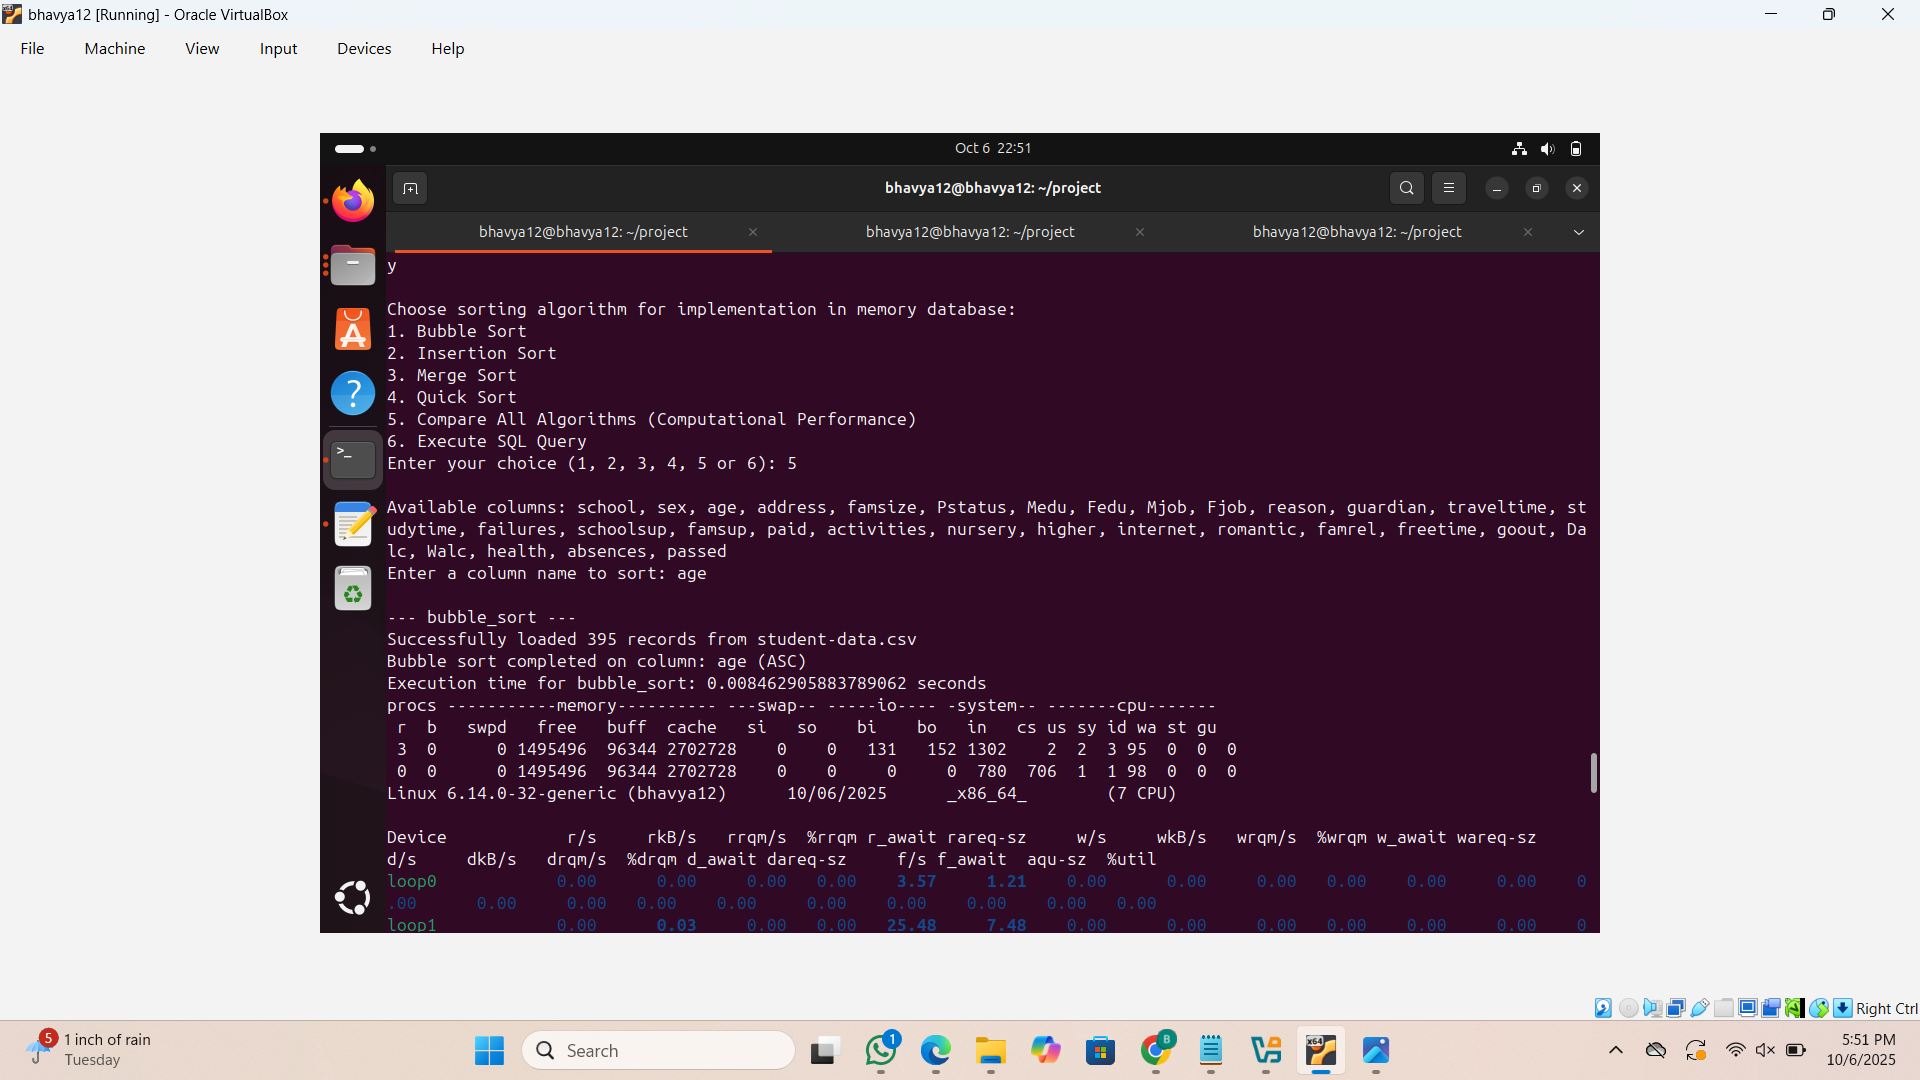 bhavya12 [Running] - Oracle VirtualBox
File Machine View Input Devices Help
Oct 6 22:51
bhavya12@bhavya12: ~/project
bhavya12@bhavya12: ~/project bhavya12@bhavya12: ~/project bhavya12@bhavya12: ~/project
y
Choose sorting algorithm for implementation in memory database:
1. Bubble Sort
2. Insertion Sort
3. Merge Sort
4. Quick Sort
5. Compare All Algorithms (Computational Performance)
6. Execute SQL Query
Enter your choice (1, 2, 3, 4, 5 or 6): 5
Available columns: school, sex, age, address, famsize, Pstatus, Medu, Fedu, Mjob, Fjob, reason, guardian, traveltime, st
udytime, failures, schoolsup, famsup, paid, activities, nursery, higher, internet, romantic, famrel, freetime, goout, Da
lc, Walc, health, absences, passed
Enter a column name to sort: age
--- bubble_sort ---
Successfully loaded 395 records from student-data.csv
Bubble sort completed on column: age (ASC)
Execution time for bubble_sort: 0.008462905883789062 seconds
procs -----------memory---------- ---swap-- -----io---- -system-- -------cpu-------
r b swpd free buff cache si so bi bo in cs us sy id wa st gu
3 0 0 1495496 96344 2702728 0 0 131 152 1302 2 2 3 95 0 0 0
0 0 0 1495496 96344 2702728 0 0 0 0 780 706 1 1 98 0 0 0
Linux 6.14.0-32-generic (bhavya12) 10/06/2025 _x86_64_ (7 CPU)
Device r/s rkB/s rrqm/s %rrqm r_await rareq-sz w/s wkB/s wrqm/s %wrqm w_await wareq-sz
d/s dkB/s drqm/s %drqm d_await dareq-sz f/s f_await aqu-sz %util
loop0 0.00 0.00 0.00 0.00 3.57 1.21 0.00 0.00 0.00 0.00 0.00 0.00 0
.00 0.00 0.00 0.00 0.00 0.00 0.00 0.00 0.00 0.00
loop1 0.00 0.03 0.00 0.00 25.48 7.48 0.00 0.00 0.00 0.00 0.00 0.00 0
Right Ctrl
5
1 inch of rain
Tuesday
Search
1
B
x64
5:51 PM
10/6/2025